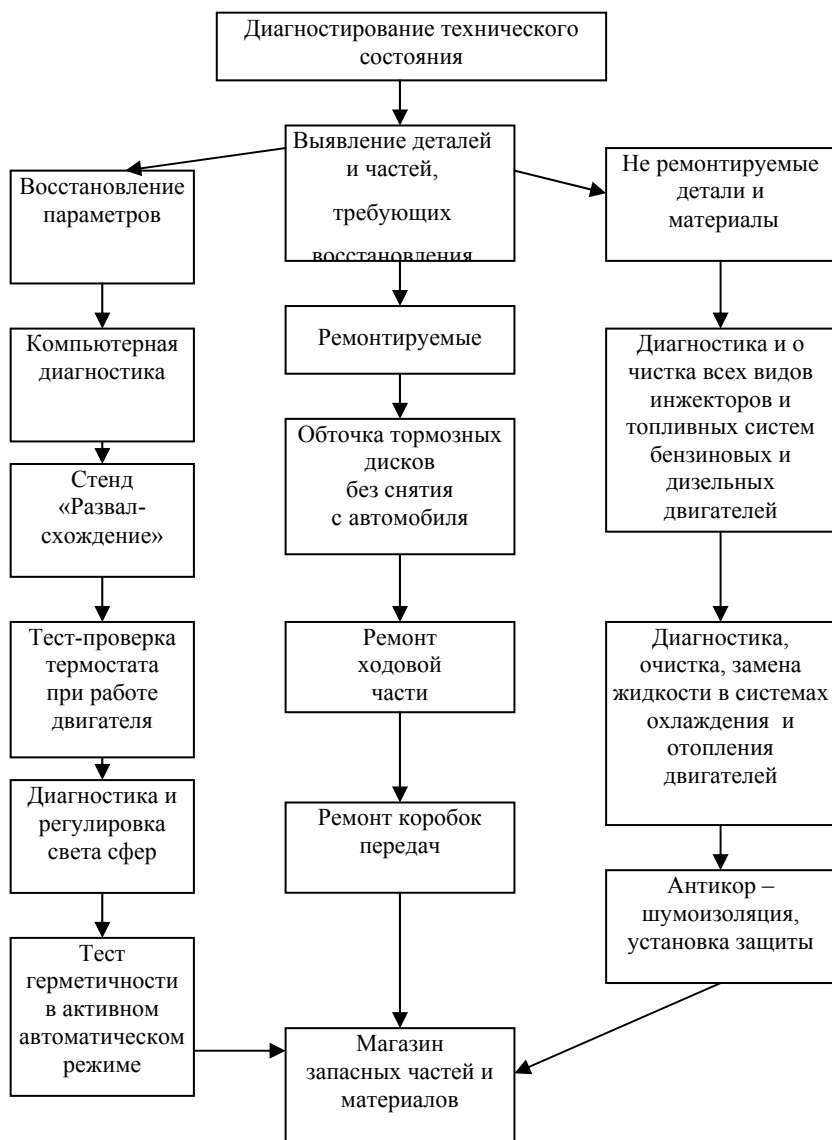 Диагностирование технического
состояния
Выявление деталей
и частей,
требующих
восстановления
Восстановление
параметров
Не ремонтируемые
детали и
материалы
Компьютерная
диагностика
Ремонтируемые
Диагностика и о
чистка всех видов
инжекторов и
топливных систем
бензиновых и
дизельных
двигателей
Стенд
«Развал-
схождение»
Обточка тормозных
дисков
без снятия
с автомобиля
Тест-проверка
термостата
при работе
двигателя
Ремонт
ходовой
части
Диагностика,
очистка, замена
жидкости в системах
охлаждения и
отопления
двигателей
Диагностика и
регулировка
света сфер
Ремонт коробок
передач
Антикор –
шумоизоляция,
установка защиты
Тест
герметичности
в активном
автоматическом
режиме
Магазин
запасных частей и
материалов